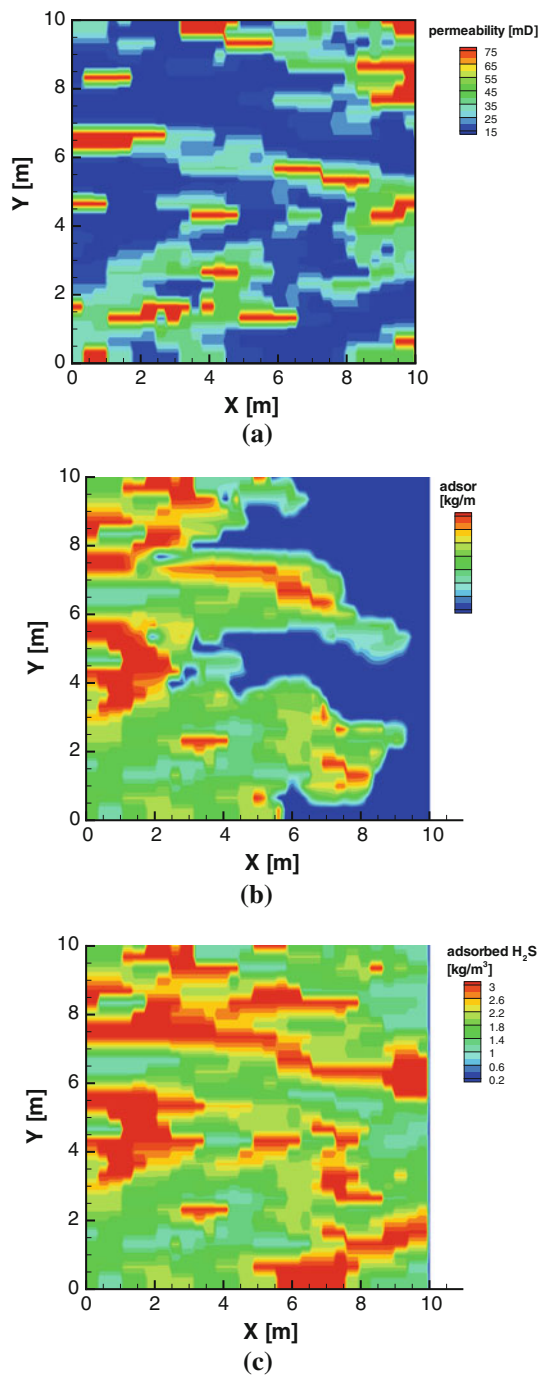 permeability [mD]
75
65
55
45
35
25
15
10
8
6
4
2
0
Y [m]
0 2 4 6 8 10
X [m]
(a)
adsor
[kg/m
10
8
6
4
2
0
Y [m]
0 2 4 6 8 10
X [m]
(b)
adsorbed H₂S
[kg/m³]
3
2.6
2.2
1.8
1.4
1
0.6
0.2
10
8
6
4
2
0
Y [m]
0 2 4 6 8 10
X [m]
(c)